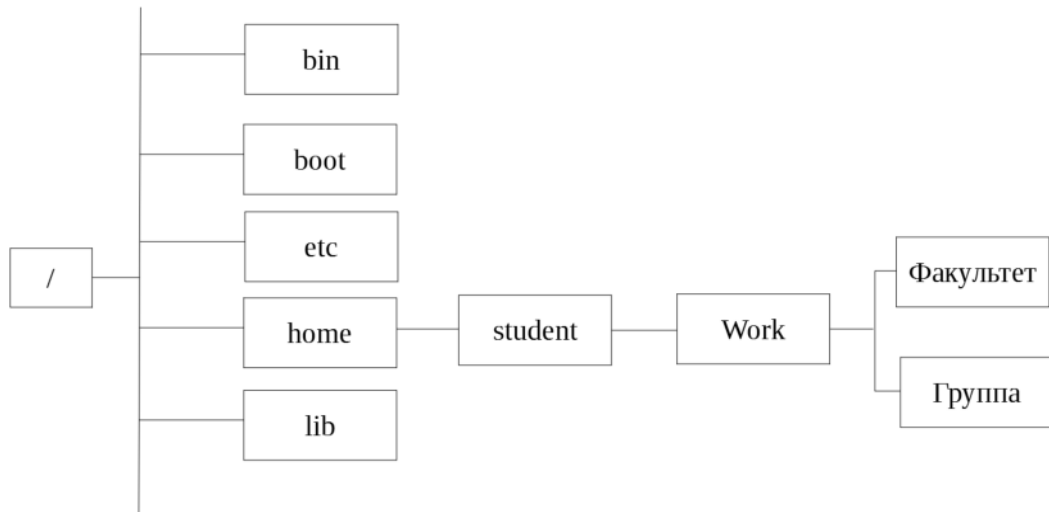 /
bin
boot
etc
home
lib
student
Work
Факультет
Группа